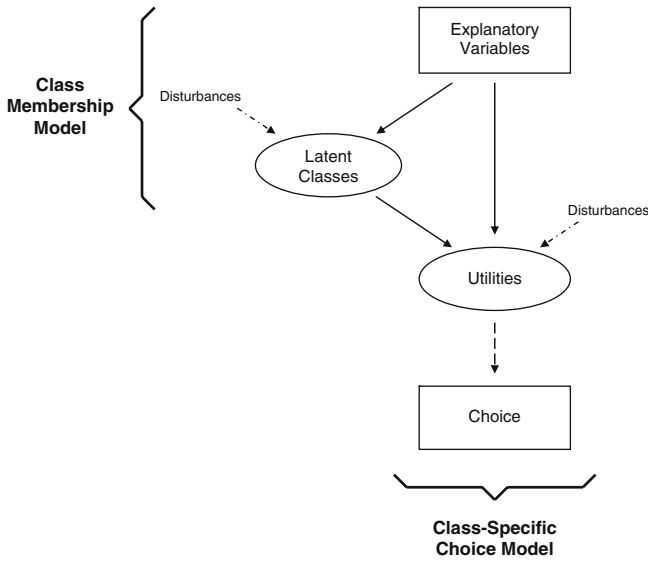 Explanatory
Variables
Class
Membership
Model
Disturbances
Latent
Classes
Disturbances
Utilities
Choice
Class-Specific
Choice Model